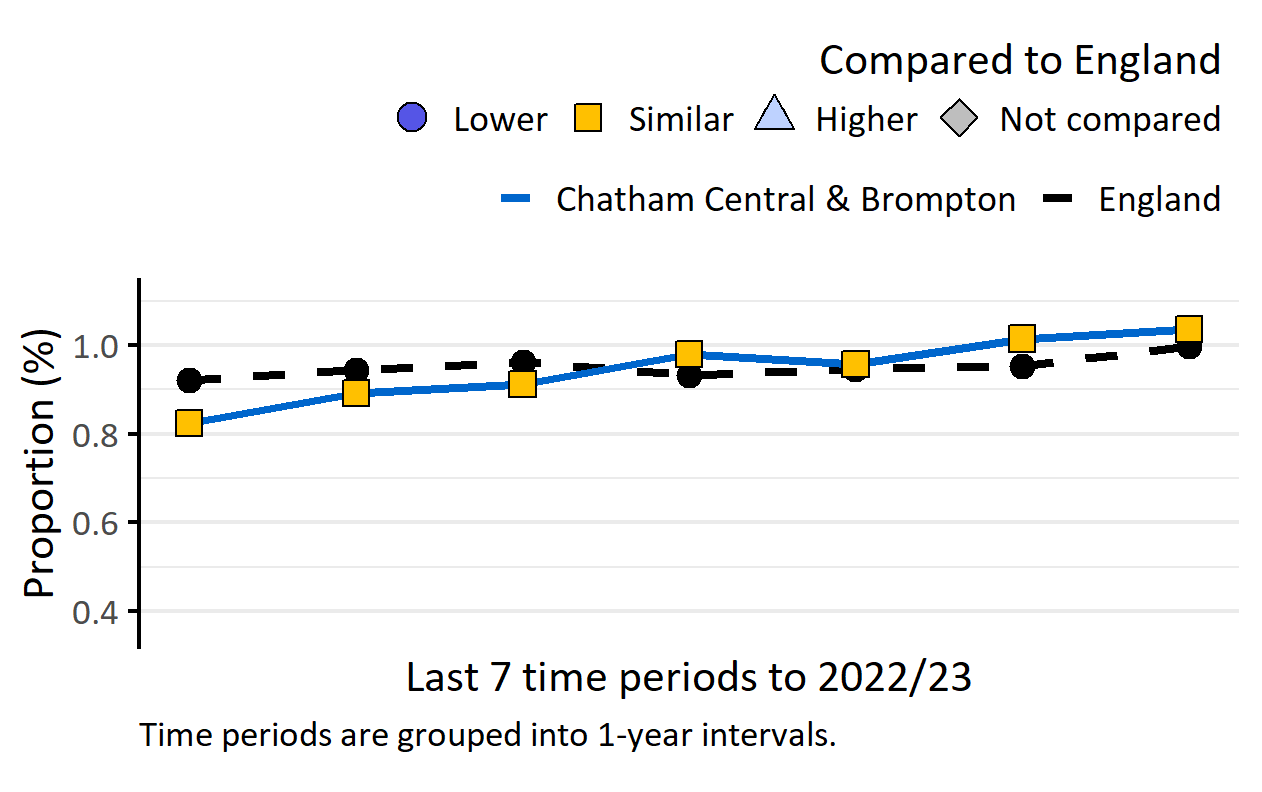 Compared to England
Lower Similar Higher Not compared
Chatham Central & Brompton England
Proportion (%)
1.0
0.8
0.6
0.4
Last 7 time periods to 2022/23
Time periods are grouped into 1-year intervals.